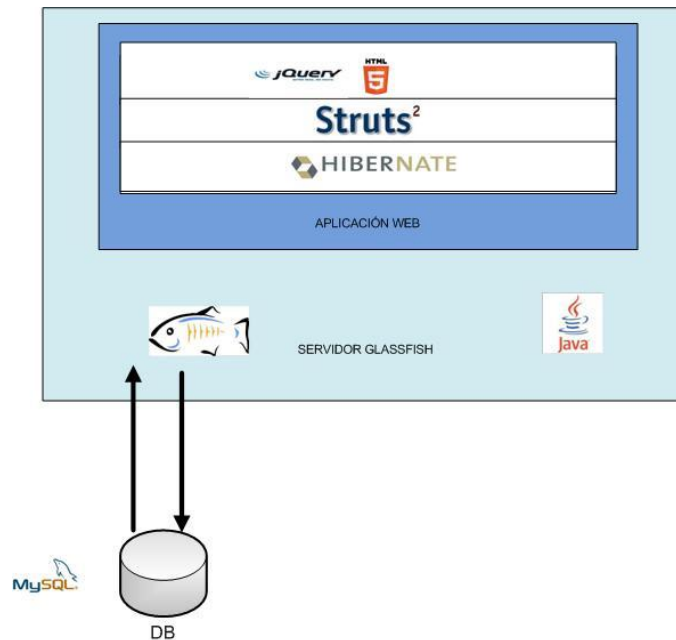 jQuery
HTML
5
Struts²
HIBERNATE
APLICACIÓN WEB
SERVIDOR GLASSFISH
Java
MySQL
DB